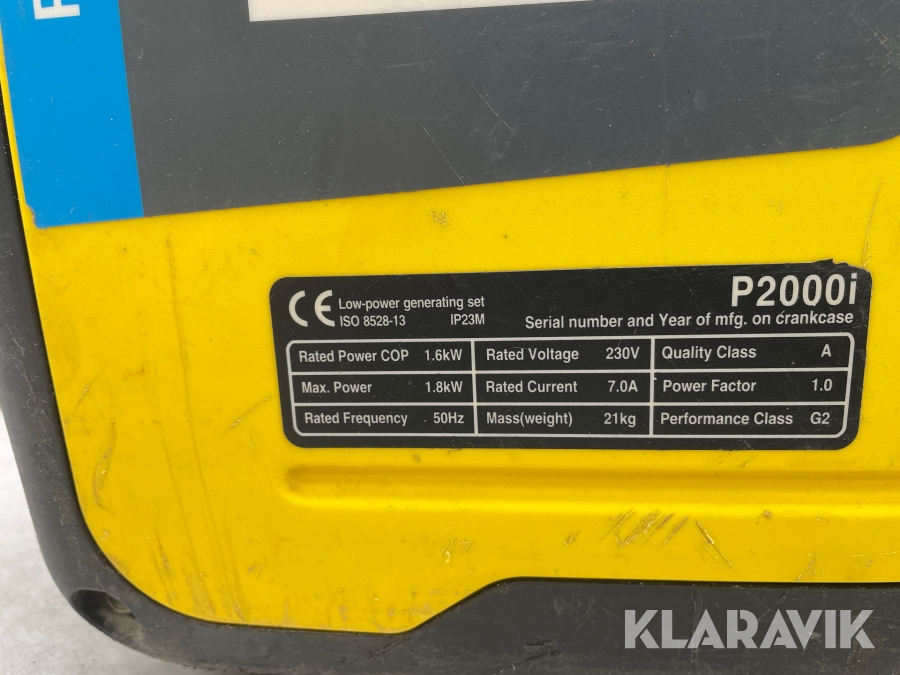 CE Low-power generating set
ISO 8528-13 IP23M
P2000i
Serial number and Year of mfg. on crankcase
Rated Power COP 1.6kW Rated Voltage 230V Quality Class A
Max. Power 1.8kW Rated Current 7.0A Power Factor 1.0
Rated Frequency 50Hz Mass(weight) 21kg Performance Class G2
KLARAVIK